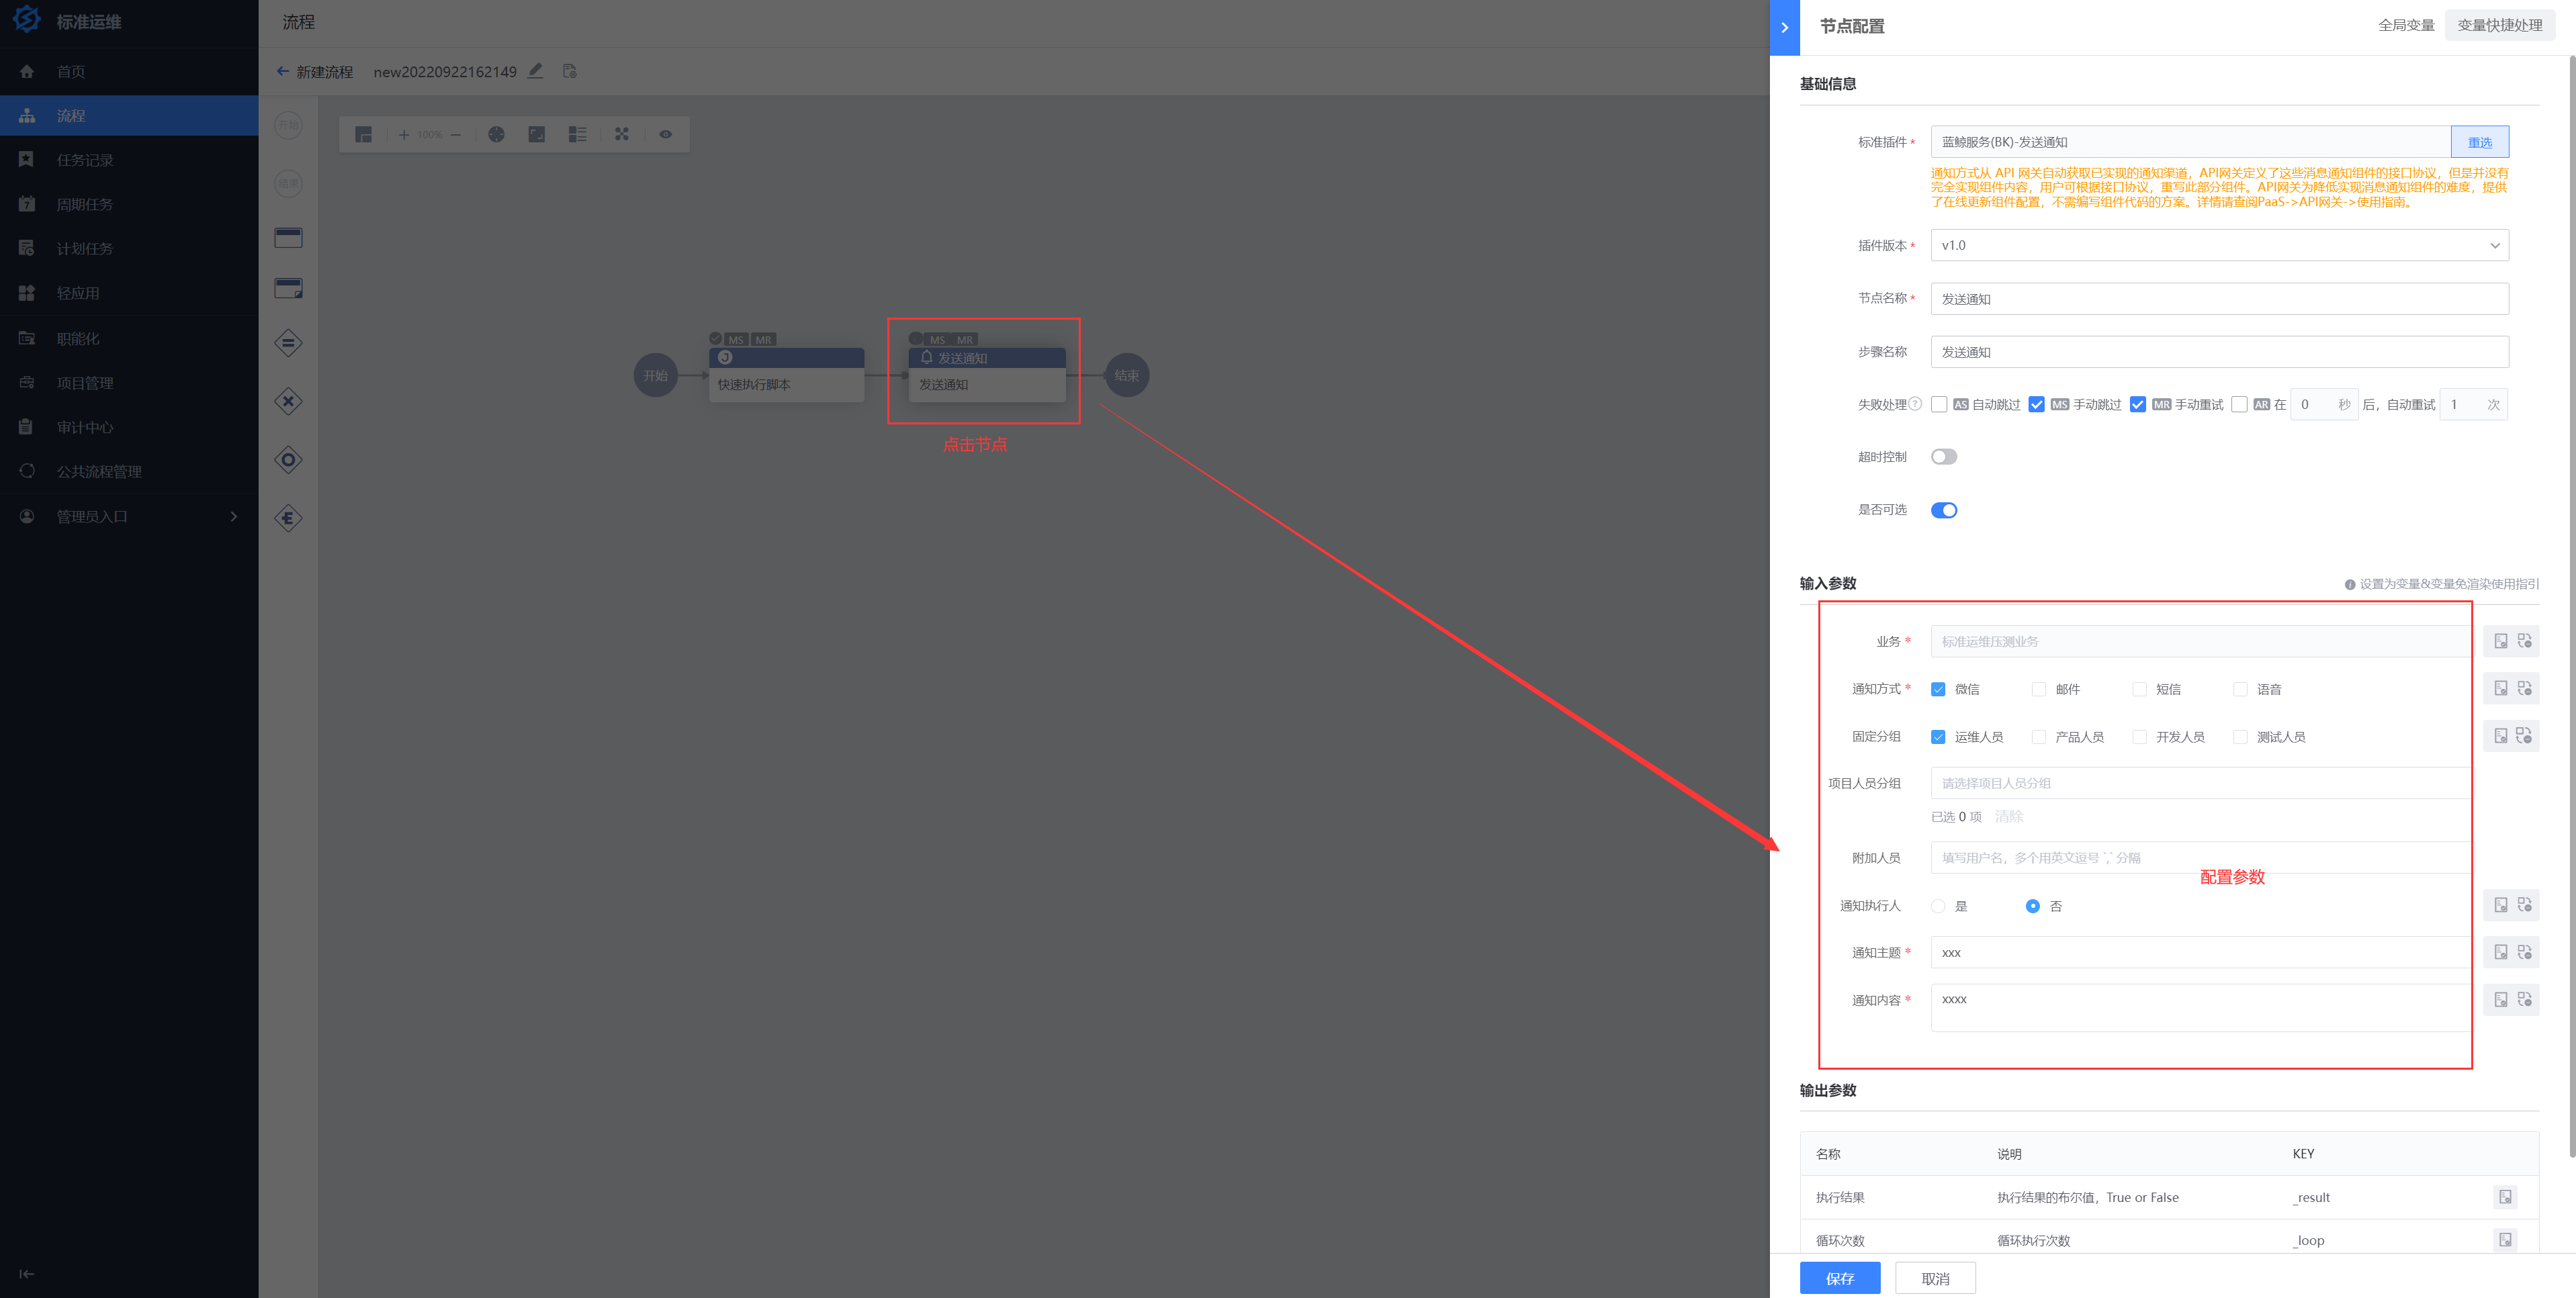 标准运维
首页
流程
任务记录
周期任务
计划任务
轻应用
职能化
项目管理
审计中心
公共流程管理
管理员入口
流程
新建流程 new20220922162149
开始
结束
100%
开始
MS MR
J
快速执行脚本
MS MR
发送通知
发送通知
结束
点击节点
节点配置
全局变量 变量快捷处理
基础信息
标准插件 * 蓝鲸服务(BK)-发送通知 重选
通知方式从 API 网关自动获取已实现的通知渠道，API网关定义了这些消息通知组件的接口协议，但是并没有
完全实现组件内容，用户可根据接口协议，重写此部分组件。API网关为降低实现消息通知组件的难度，提供
了在线更新组件配置，不需编写组件代码的方案。详情请查阅PaaS->API网关->使用指南。
插件版本 * v1.0
节点名称 * 发送通知
步骤名称 发送通知
失败处理 ? AS 自动跳过 MS 手动跳过 MR 手动重试 AR 在 0 秒 后，自动重试 1 次
超时控制
是否可选
输入参数 设置为变量&变量免渲染使用指引
业务 * 标准运维压测业务
通知方式 * 微信 邮件 短信 语音
固定分组 运维人员 产品人员 开发人员 测试人员
项目人员分组 请选择项目人员分组
已选 0 项 清除
附加人员 填写用户名，多个用英文逗号 `,` 分隔
配置参数
通知执行人 是 否
通知主题 * xxx
通知内容 * xxxx
输出参数
名称 说明 KEY
执行结果 执行结果的布尔值，True or False _result
循环次数 循环执行次数 _loop
保存 取消